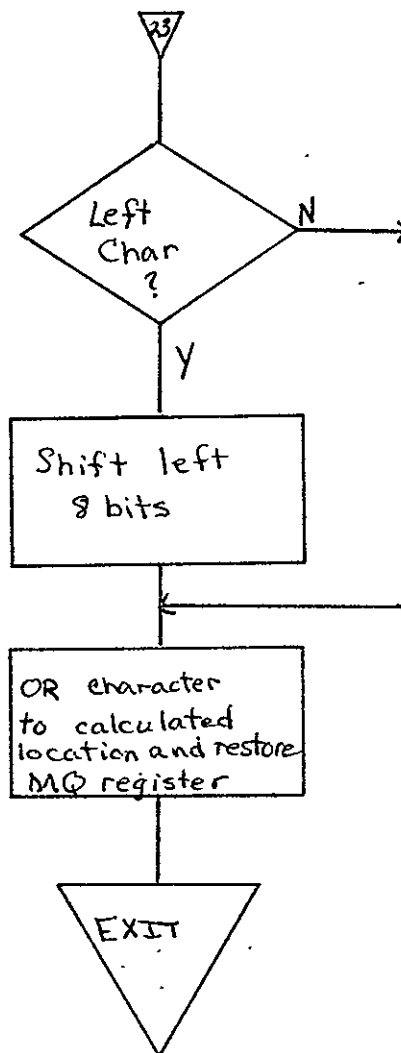 23
Left
Char
?
N
Y
Shift left
8 bits
OR character
to calculated
location and restore
MQ register
EXIT